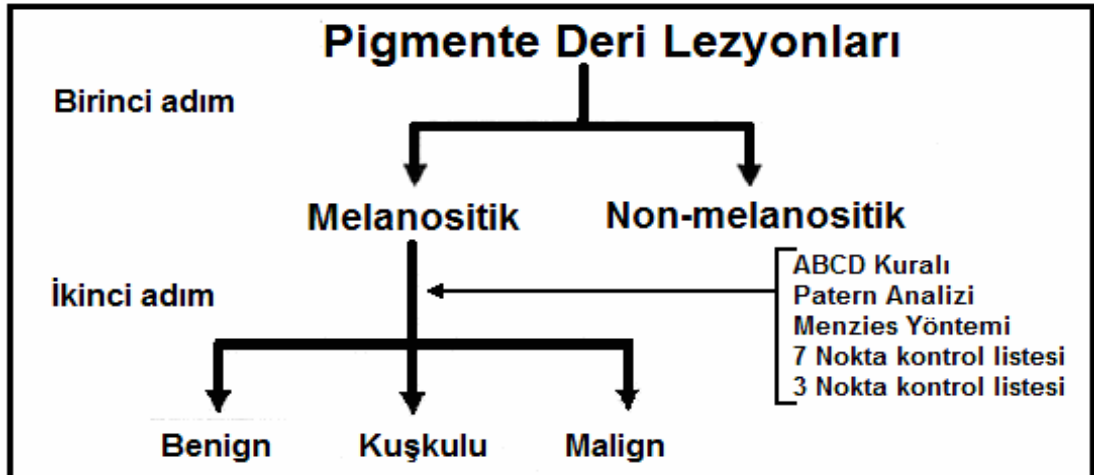 Pigmente Deri Lezyonları
Birinci adım
Melanositik
Non-melanositik
İkinci adım
ABCD Kuralı
Patern Analizi
Menzies Yöntemi
7 Nokta kontrol listesi
3 Nokta kontrol listesi
Benign
Kuşkulu
Malign